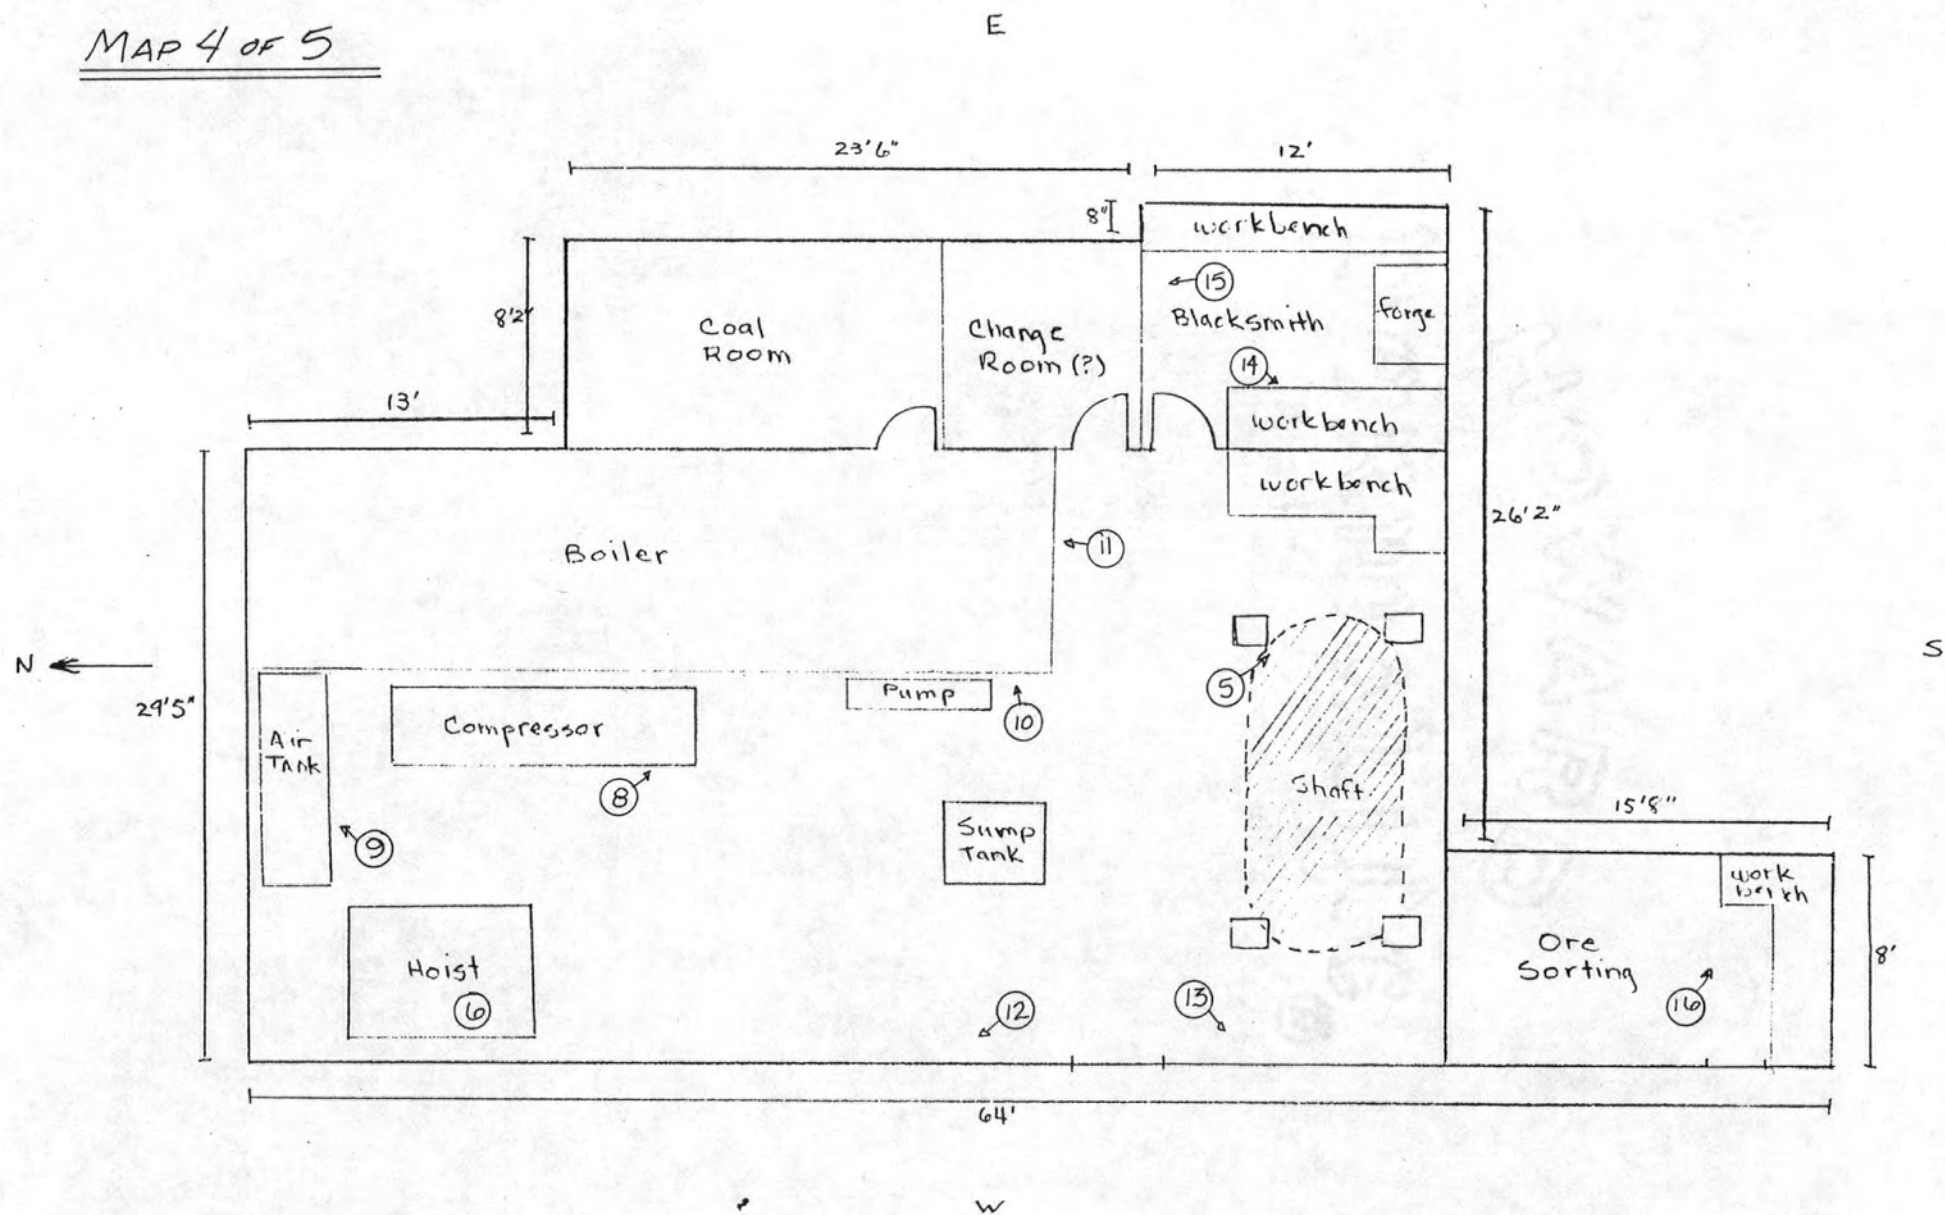 MAP 4 OF 5
E
23'6"
12'
8"
workbench
15
8'2"
Coal
Room
Change
Room (?)
Blacksmith
forge
14
13'
workbench
workbench
26'2"
Boiler
11
N
S
5
29'5"
Air
Tank
Compressor
Pump
10
8
Shaft
15'8"
9
Sump
Tank
work
bench
Hoist
6
Ore
Sorting
8'
12
13
16
64'
W